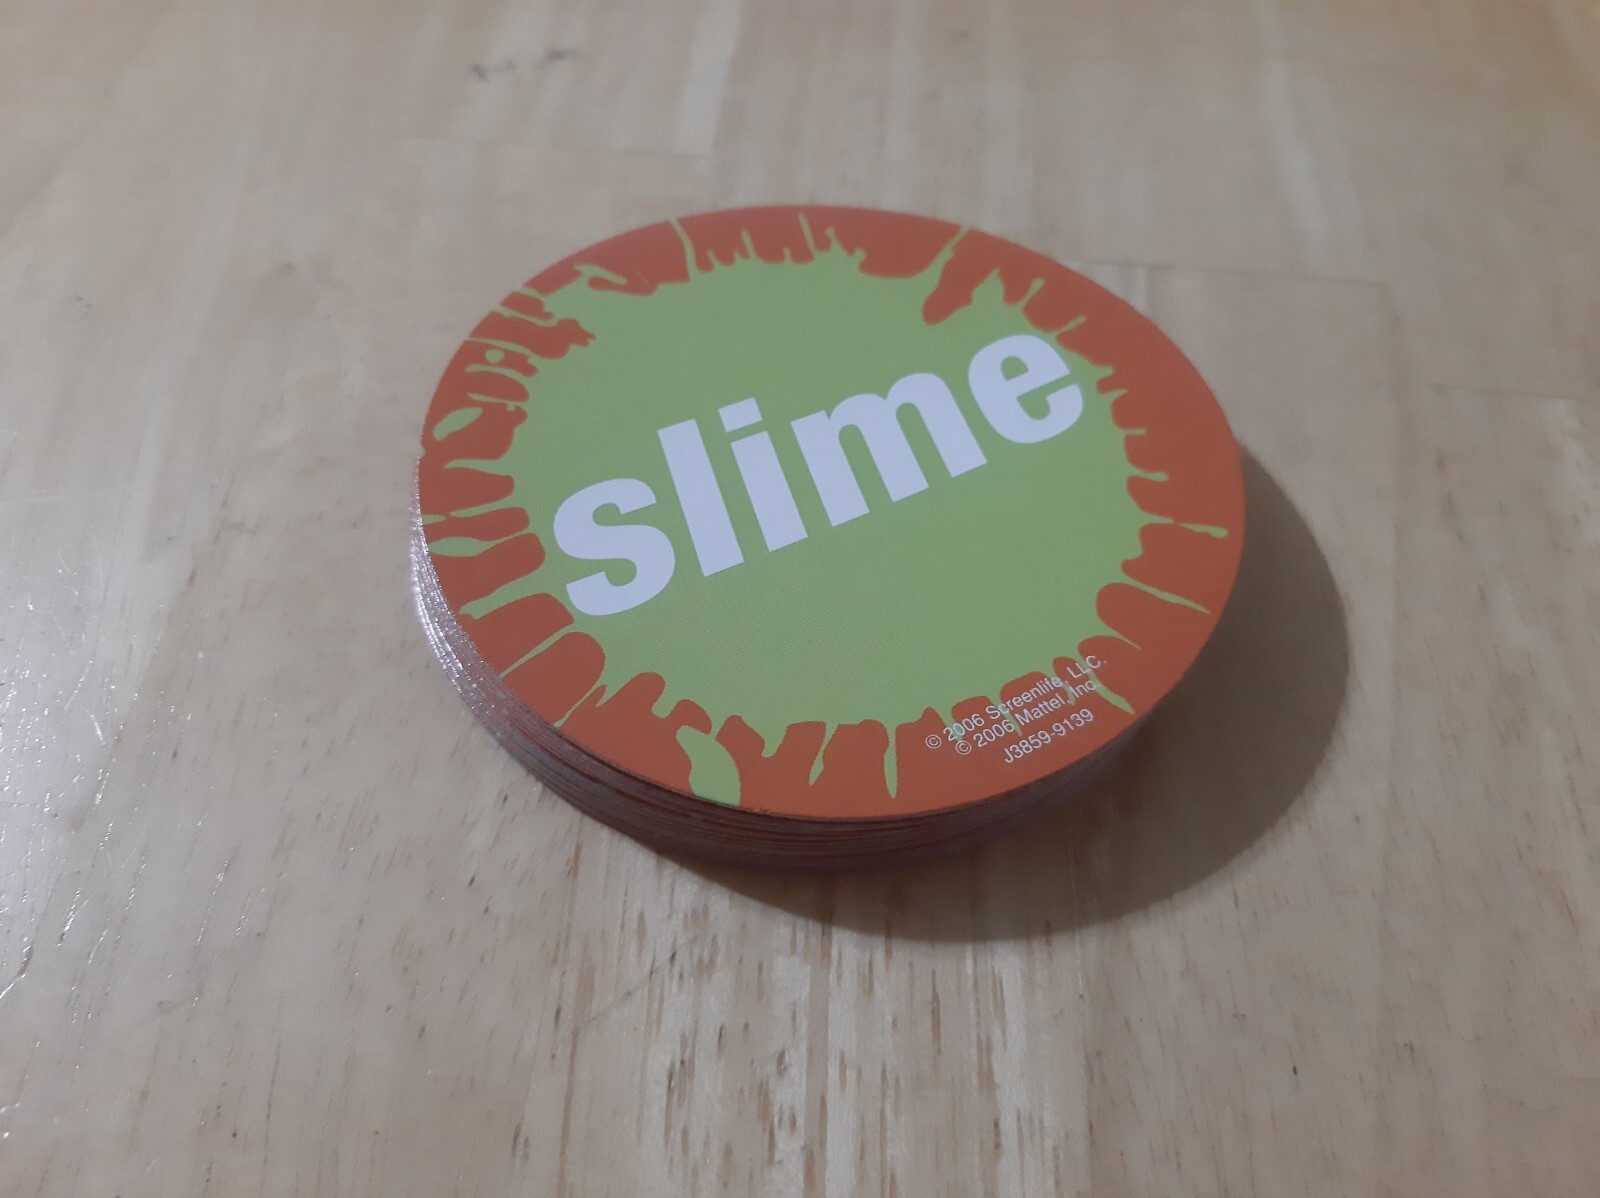 slime
© 2006 Screenlife, LLC.
© 2006 Mattel, Inc.
J3859-9139